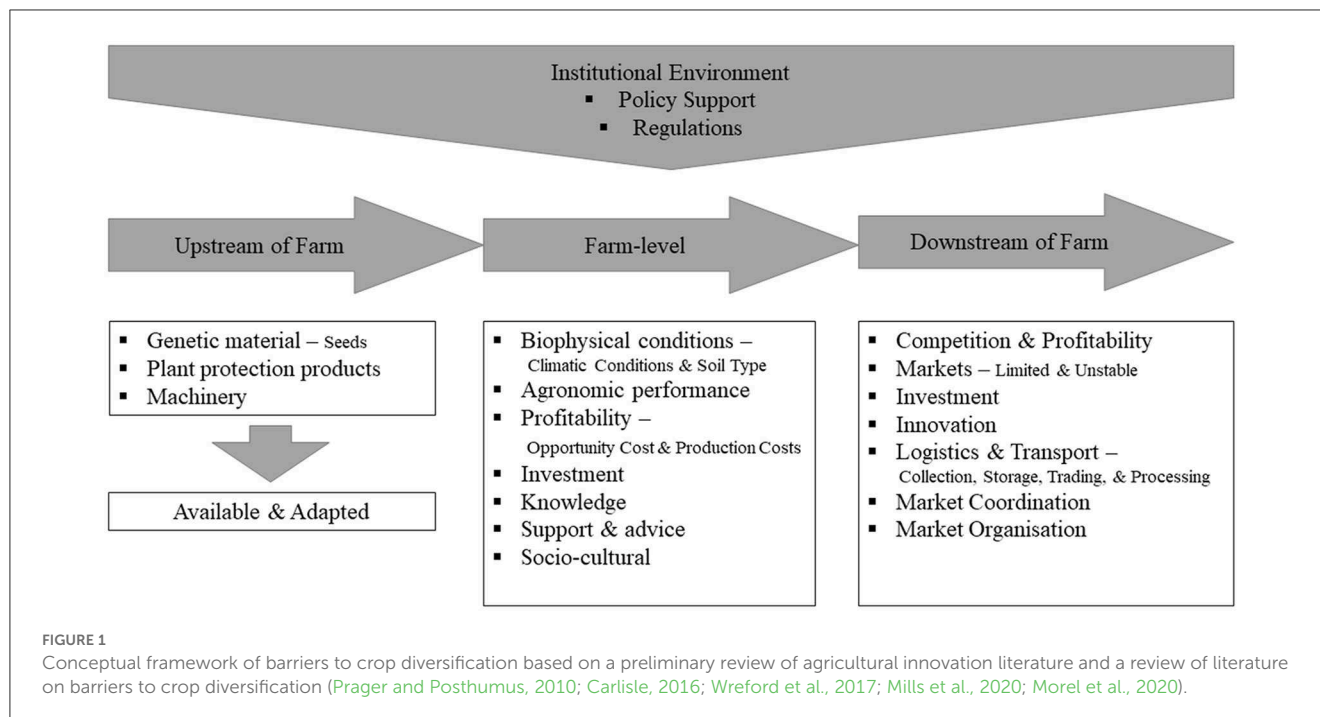 Institutional Environment
▪ Policy Support
▪ Regulations
Upstream of Farm
Farm-level
Downstream of Farm
▪ Genetic material – Seeds
▪ Plant protection products
▪ Machinery
Available & Adapted
▪ Biophysical conditions –
Climatic Conditions & Soil Type
▪ Agronomic performance
▪ Profitability –
Opportunity Cost & Production Costs
▪ Investment
▪ Knowledge
▪ Support & advice
▪ Socio-cultural
▪ Competition & Profitability
▪ Markets – Limited & Unstable
▪ Investment
▪ Innovation
▪ Logistics & Transport –
Collection, Storage, Trading, & Processing
▪ Market Coordination
▪ Market Organisation
FIGURE 1
Conceptual framework of barriers to crop diversification based on a preliminary review of agricultural innovation literature and a review of literature
on barriers to crop diversification (Prager and Posthumus, 2010; Carlisle, 2016; Wreford et al., 2017; Mills et al., 2020; Morel et al., 2020).